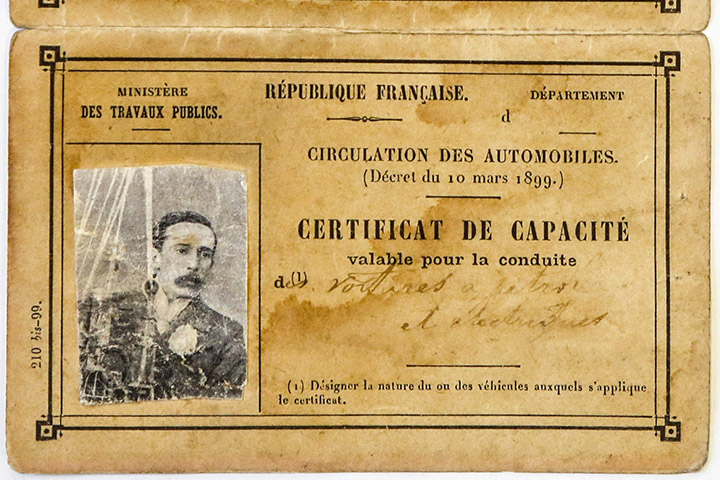 MINISTÈRE
DES TRAVAUX PUBLICS.
RÉPUBLIQUE FRANÇAISE.
DÉPARTEMENT
d
CIRCULATION DES AUTOMOBILES.
(Décret du 10 mars 1899.)
CERTIFICAT DE CAPACITÉ
valable pour la conduite
des (1) voitures a pétrole
et électriques
(1) Désigner la nature du ou des véhicules auxquels s'applique
le certificat.
210 bis-99.